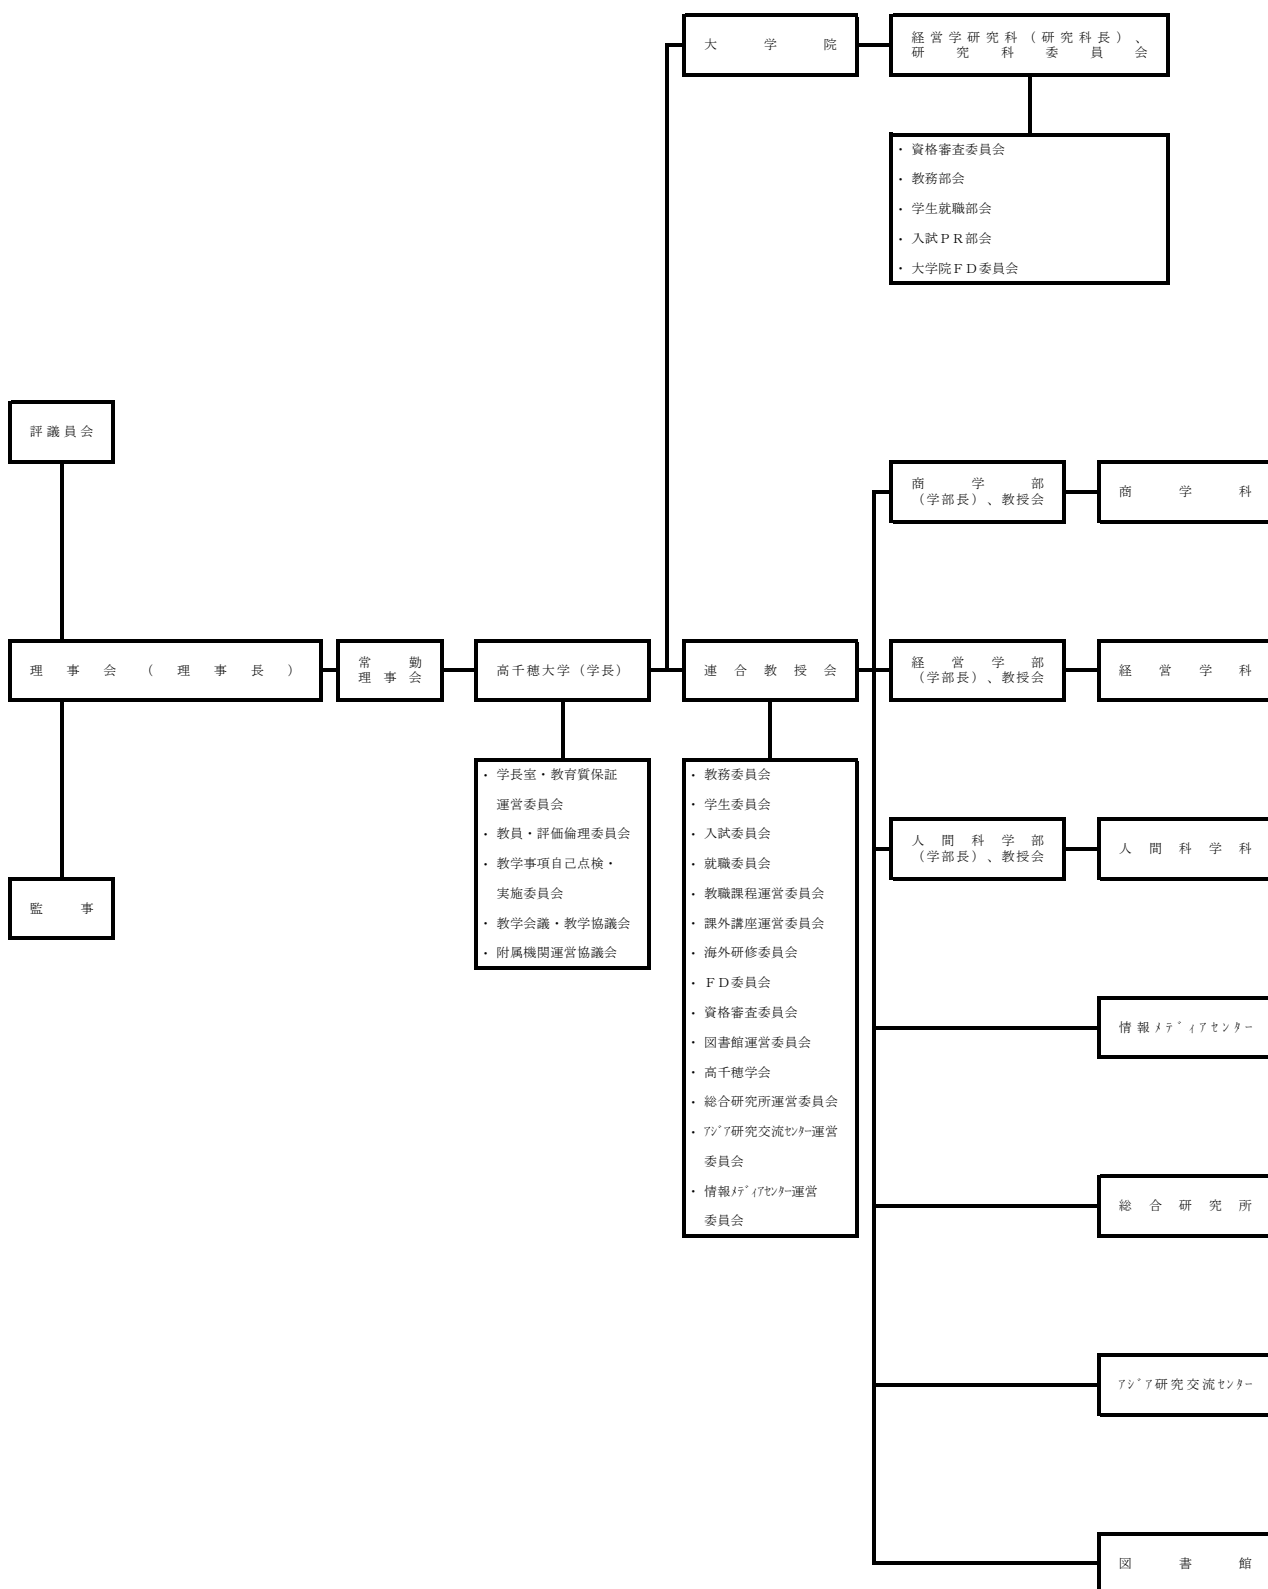 大学院
経営学研究科（研究科長）、
研究科委員会
・資格審査委員会
・教務部会
・学生就職部会
・入試ＰＲ部会
・大学院ＦＤ委員会
評議員会
商学部
（学部長）、教授会
商学科
理事会（理事長）
常勤
理事会
高千穂大学（学長）
連合教授会
経営学部
（学部長）、教授会
経営学科
・学長室・教育質保証
運営委員会
・教員・評価倫理委員会
・教学事項自己点検・
実施委員会
・教学会議・教学協議会
・附属機関運営協議会
・教務委員会
・学生委員会
・入試委員会
・就職委員会
・教職課程運営委員会
・課外講座運営委員会
・海外研修委員会
・ＦＤ委員会
・資格審査委員会
・図書館運営委員会
・高千穂学会
・総合研究所運営委員会
・ｱｼﾞｱ研究交流ｾﾝﾀｰ運営
委員会
・情報ﾒﾃﾞｨｱｾﾝﾀｰ運営
委員会
人間科学部
（学部長）、教授会
人間科学科
監事
情報ﾒﾃﾞｨｱｾﾝﾀｰ
総合研究所
ｱｼﾞｱ研究交流ｾﾝﾀｰ
図書館